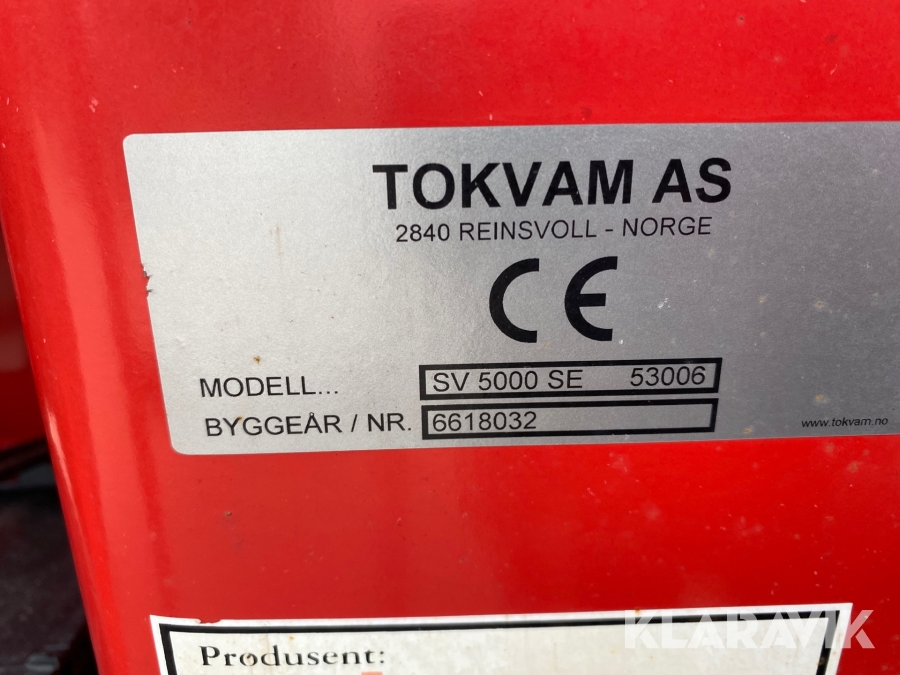 TOKVAM AS
2840 REINSVOLL - NORGE
CE
MODELL... SV 5000 SE 53006
BYGGEÅR / NR. 6618032
www.tokvam.no
Produsent:
KLARAVIK